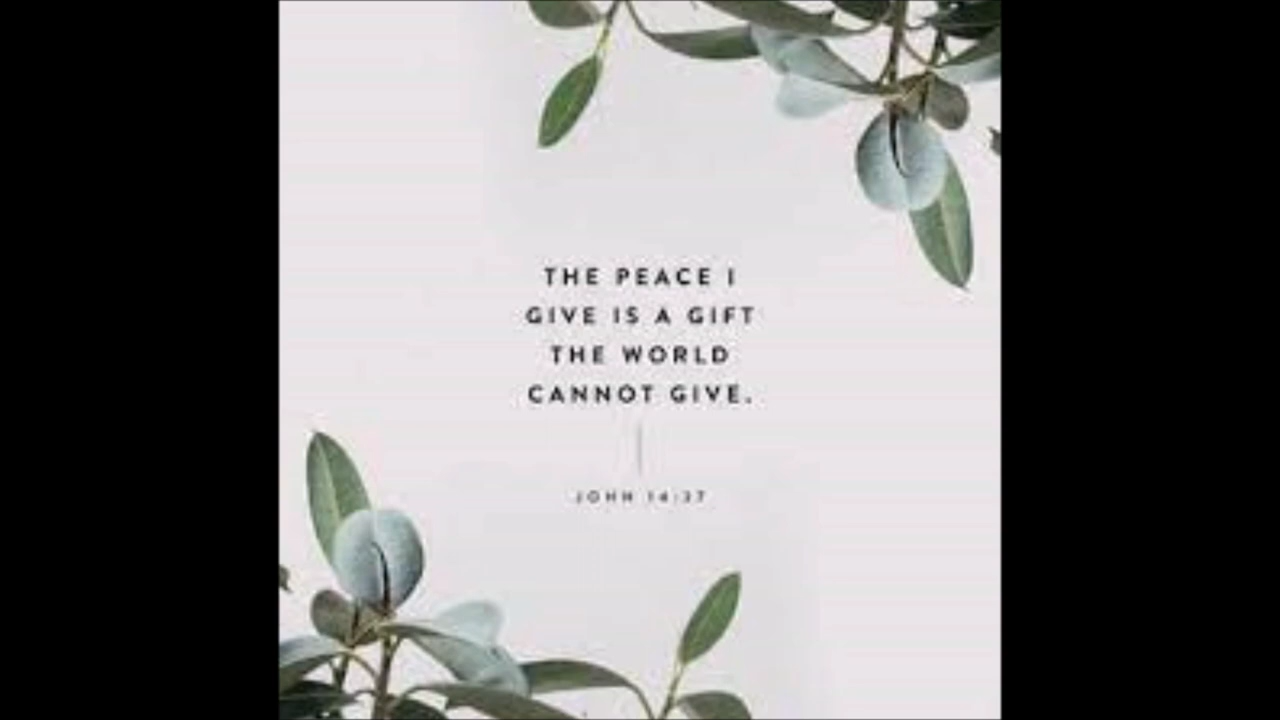 THE PEACE I
GIVE IS A GIFT
THE WORLD
CANNOT GIVE.
JOHN 14:27